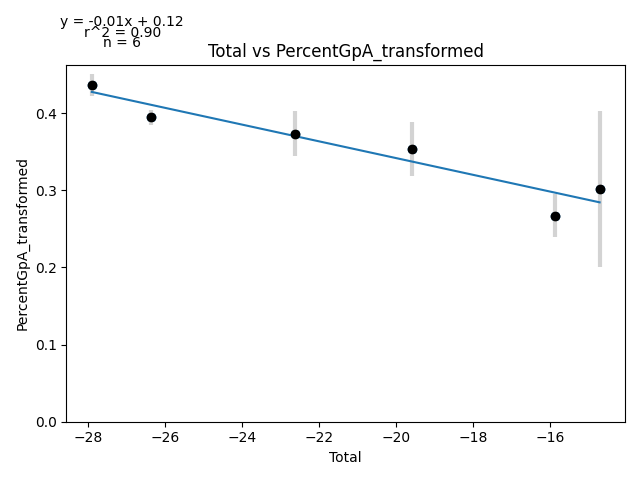 y = -0.01x + 0.12
r^2 = 0.90
n = 6
Total vs PercentGpA_transformed
PercentGpA_transformed
0.4
0.3
0.2
0.1
0.0
−28 −26 −24 −22 −20 −18 −16
Total